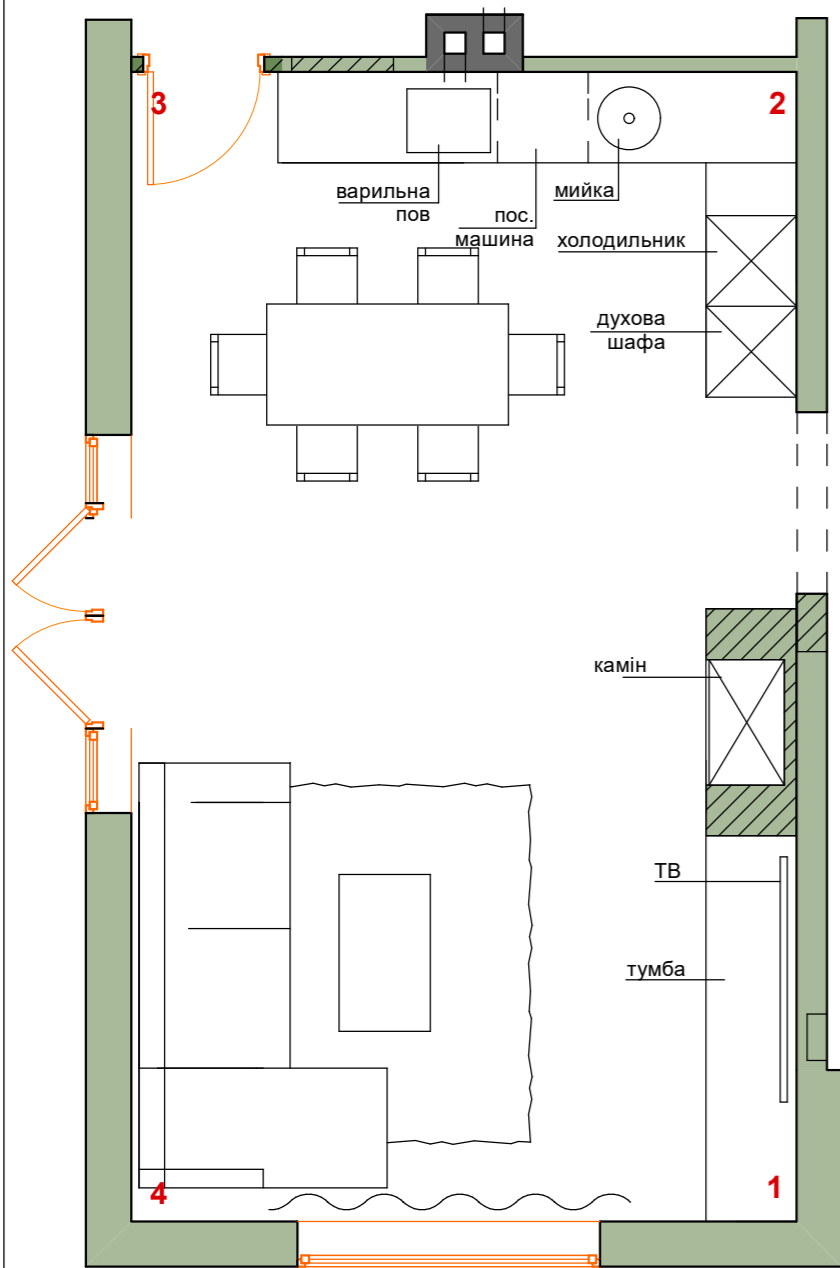 3
2
варильна
пов
пос.
машина
мийка
холодильник
духова
шафа
камін
ТВ
тумба
4
1